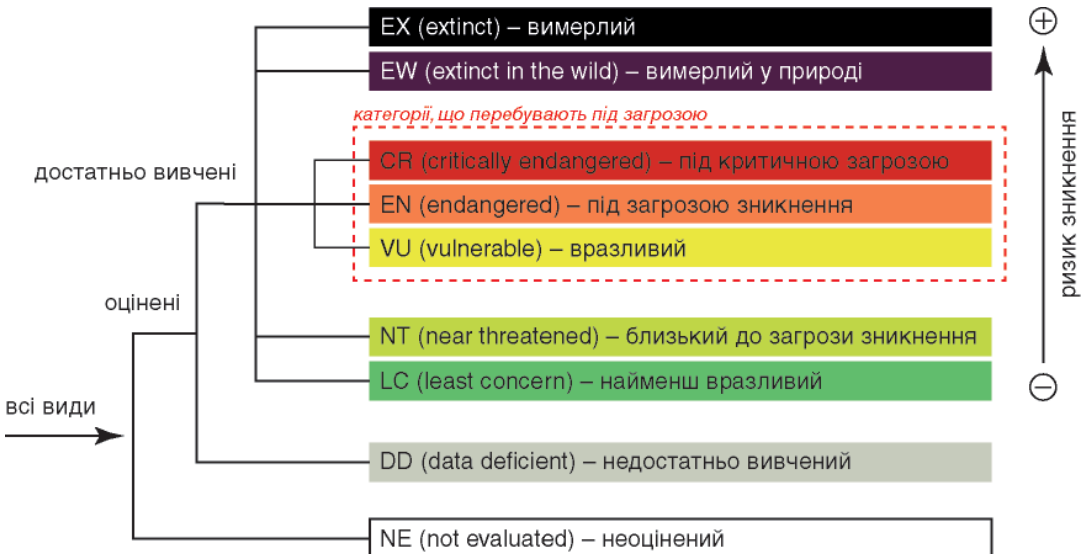 EX (extinct) – вимерлий
EW (extinct in the wild) – вимерлий у природі
категорії, що перебувають під загрозою
CR (critically endangered) – під критичною загрозою
достатньо вивчені
EN (endangered) – під загрозою зникнення
VU (vulnerable) – вразливий
ризик зникнення
оцінені
NT (near threatened) – близький до загрози зникнення
LC (least concern) – найменш вразливий
всі види
DD (data deficient) – недостатньо вивчений
NE (not evaluated) – неоцінений